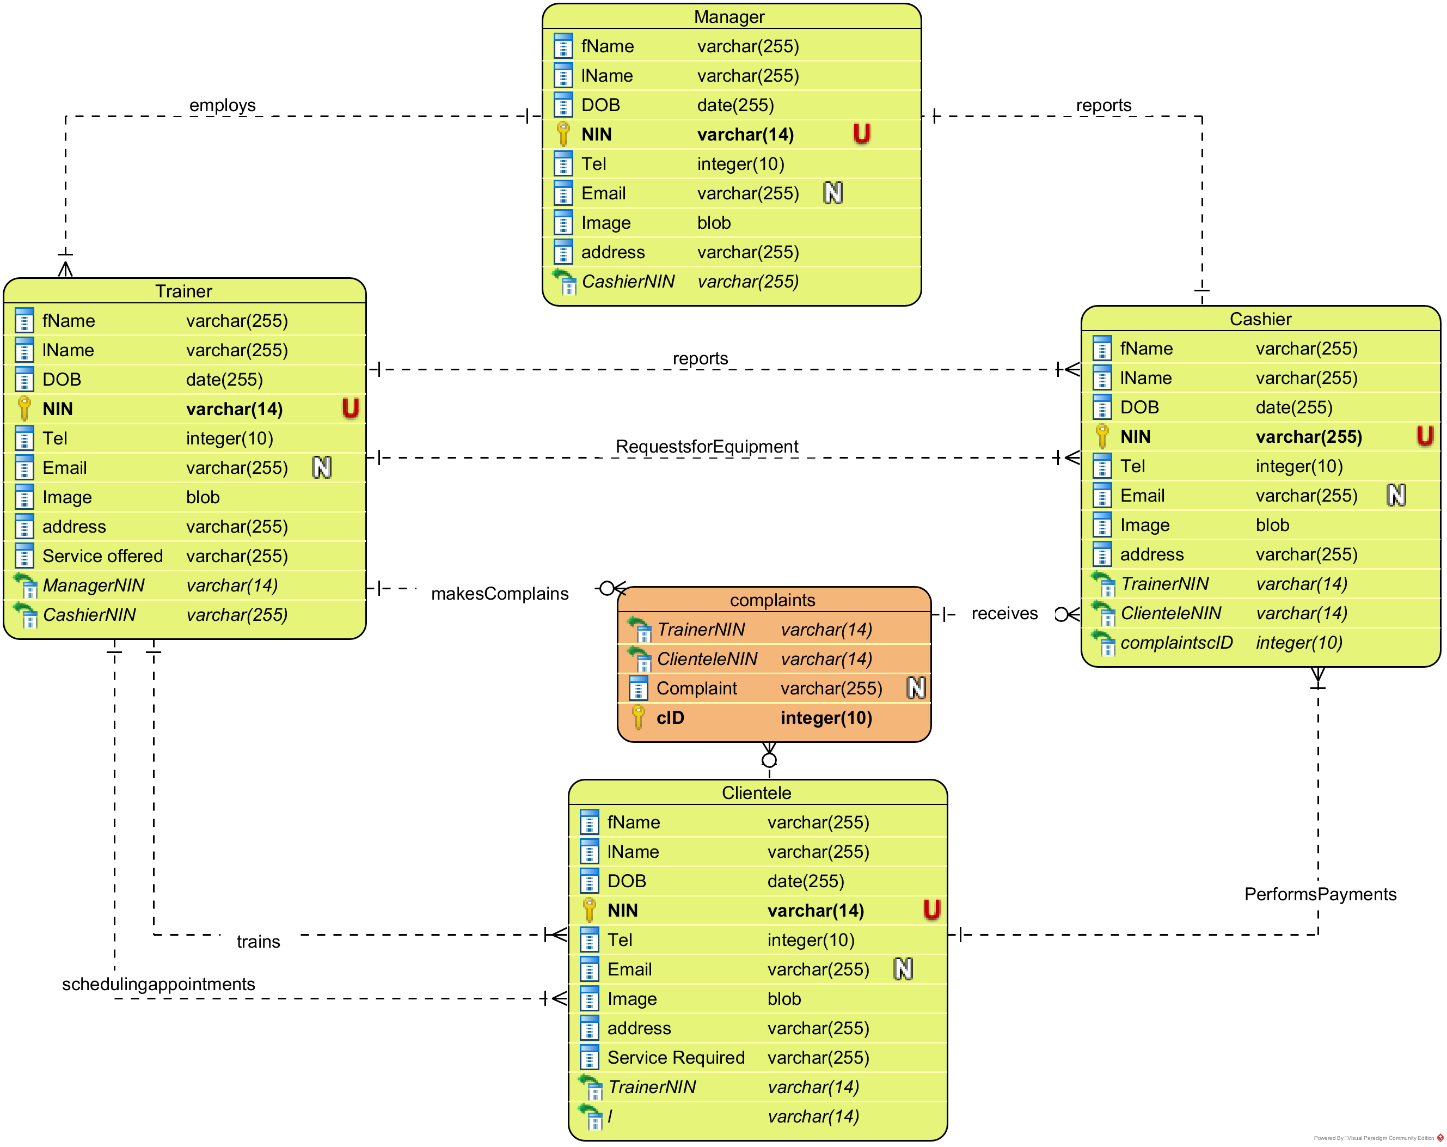 Manager
fName varchar(255)
lName varchar(255)
DOB date(255)
NIN varchar(14) U
Tel integer(10)
Email varchar(255) N
Image blob
address varchar(255)
CashierNIN varchar(255)
employs
reports
Trainer
fName varchar(255)
lName varchar(255)
DOB date(255)
NIN varchar(14) U
Tel integer(10)
Email varchar(255) N
Image blob
address varchar(255)
Service offered varchar(255)
ManagerNIN varchar(14)
CashierNIN varchar(255)
reports
RequestsforEquipment
makesComplains
receives
Cashier
fName varchar(255)
lName varchar(255)
DOB date(255)
NIN varchar(255) U
Tel integer(10)
Email varchar(255) N
Image blob
address varchar(255)
TrainerNIN varchar(14)
ClienteleNIN varchar(14)
complaintscID integer(10)
complaints
TrainerNIN varchar(14)
ClienteleNIN varchar(14)
Complaint varchar(255) N
cID integer(10)
Clientele
fName varchar(255)
lName varchar(255)
DOB date(255)
NIN varchar(14) U
Tel integer(10)
Email varchar(255) N
Image blob
address varchar(255)
Service Required varchar(255)
TrainerNIN varchar(14)
I varchar(14)
PerformsPayments
trains
schedulingappointments
Powered By Visual Paradigm Community Edition